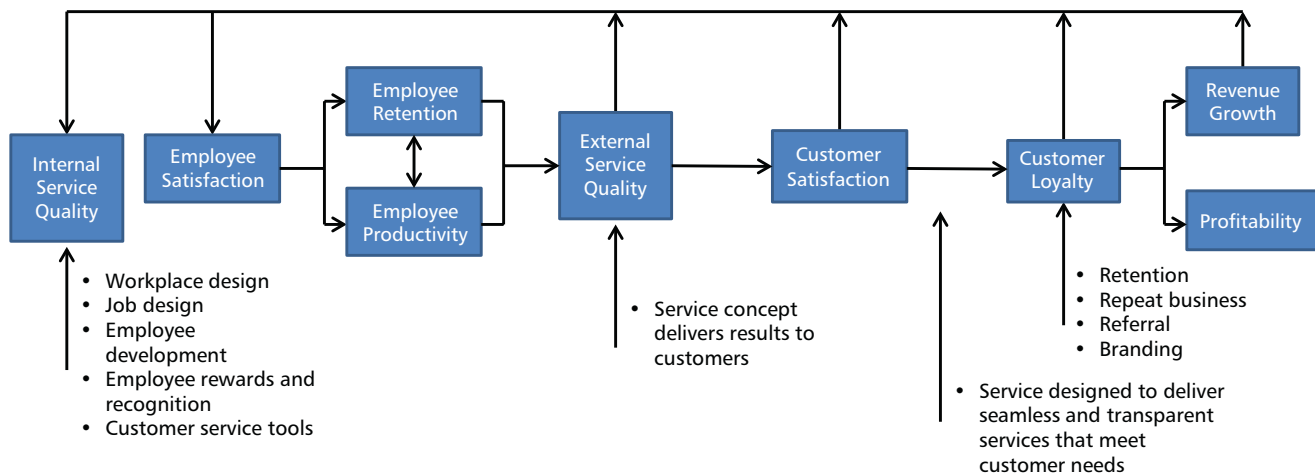 Internal
Service
Quality
Employee
Satisfaction
Employee
Retention
Employee
Productivity
External
Service
Quality
Customer
Satisfaction
Customer
Loyalty
Revenue
Growth
Profitability
• Workplace design
• Job design
• Employee
development
• Employee rewards and
recognition
• Customer service tools
• Service concept
delivers results to
customers
• Service designed to deliver
seamless and transparent
services that meet
customer needs
• Retention
• Repeat business
• Referral
• Branding